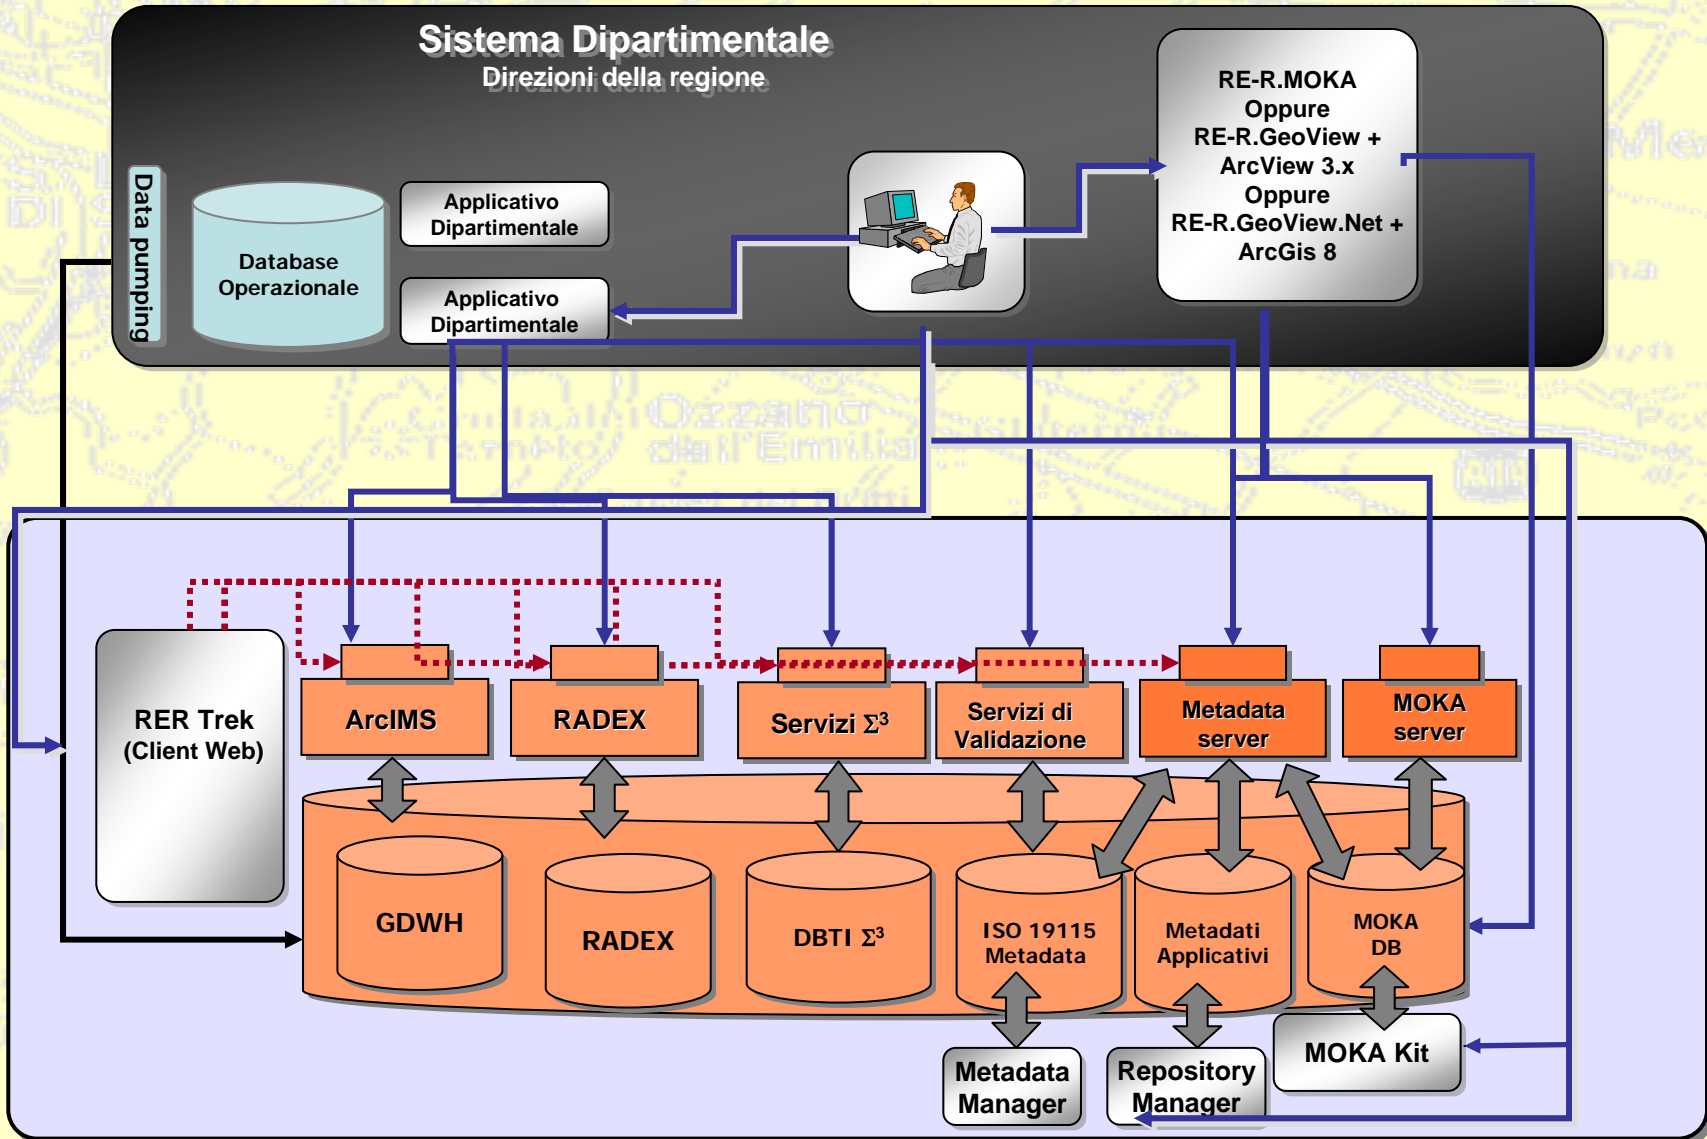 Sistema Dipartimentale
Direzioni della regione
RE-R.MOKA
Oppure
RE-R.GeoView +
ArcView 3.x
Oppure
RE-R.GeoView.Net +
ArcGis 8
Data pumping
Database
Operazionale
Applicativo
Dipartimentale
Applicativo
Dipartimentale
Ozzano
dell'Emilia
RER Trek
(Client Web)
ArcIMS
RADEX
Servizi Σ³
Servizi di
Validazione
Metadata
server
MOKA
server
GDWH
RADEX
DBTI Σ³
ISO 19115
Metadata
Metadati
Applicativi
MOKA
DB
Metadata
Manager
Repository
Manager
MOKA Kit